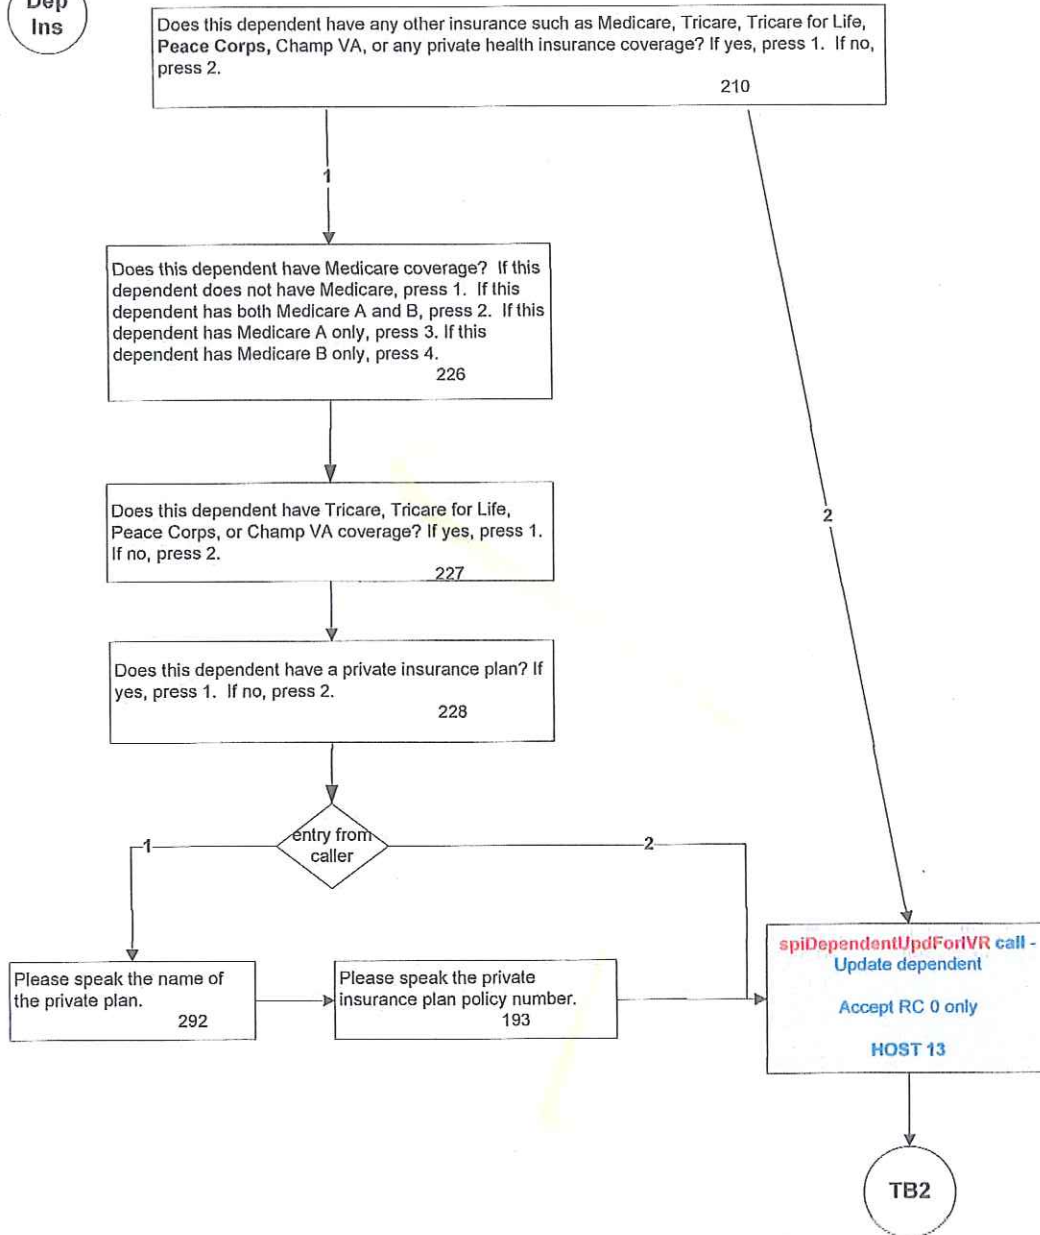 Dep
Ins
Does this dependent have any other insurance such as Medicare, Tricare, Tricare for Life,
Peace Corps, Champ VA, or any private health insurance coverage? If yes, press 1. If no,
press 2.
210
1
Does this dependent have Medicare coverage? If this
dependent does not have Medicare, press 1. If this
dependent has both Medicare A and B, press 2. If this
dependent has Medicare A only, press 3. If this
dependent has Medicare B only, press 4.
226
Does this dependent have Tricare, Tricare for Life,
Peace Corps, or Champ VA coverage? If yes, press 1.
If no, press 2.
227
2
Does this dependent have a private insurance plan? If
yes, press 1. If no, press 2.
228
entry from
caller
1
2
Please speak the name of
the private plan.
292
Please speak the private
insurance plan policy number.
193
spiDependentUpdForIVR call -
Update dependent
Accept RC 0 only
HOST 13
TB2